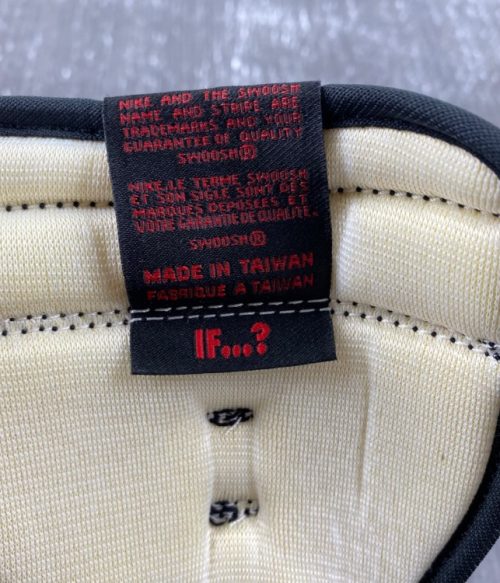 NIKE AND THE SWOOSH
NAME AND STRIPE ARE
TRADEMARKS AND YOUR
GUARANTEE OF QUALITY
SWOOSH®
NIKE.LE TERME SWOOSH
ET SON SIGLE SONT DES
MARQUES DEPOSEES ET
VOTRE GARANTIE DE QUALITE.
SWOOSH®
MADE IN TAIWAN
FABRIQUE A TAIWAN
IF....?